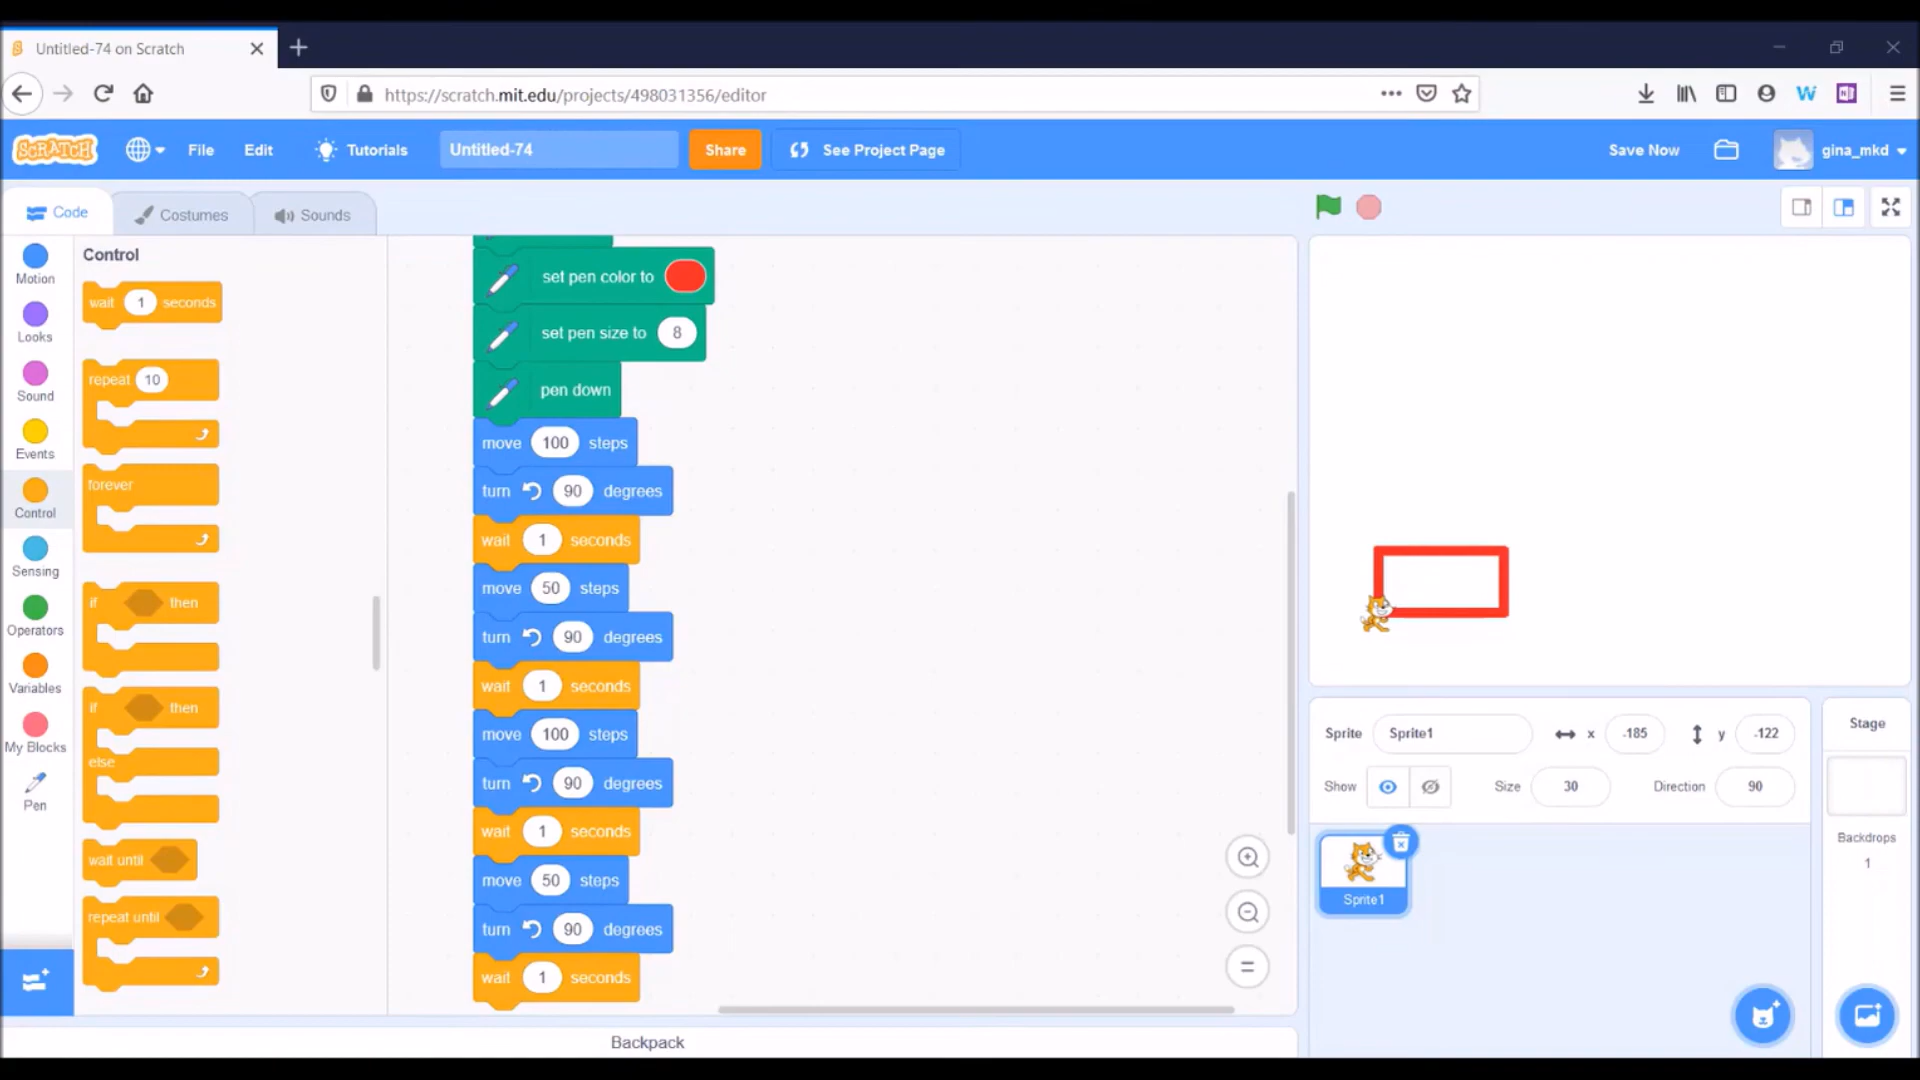 Untitled-74 on Scratch
https://scratch.mit.edu/projects/498031356/editor
SCRATCH File Edit Tutorials Untitled-74 Share See Project Page Save Now gina_mkd
Code Costumes Sounds
Motion
Looks
Sound
Events
Control
Sensing
Operators
Variables
My Blocks
Pen
Control
wait 1 seconds
repeat 10
forever
if then
if then
else
wait until
repeat until
set pen color to
set pen size to 8
pen down
move 100 steps
turn 90 degrees
wait 1 seconds
move 50 steps
turn 90 degrees
wait 1 seconds
move 100 steps
turn 90 degrees
wait 1 seconds
move 50 steps
turn 90 degrees
wait 1 seconds
Backpack
Sprite Sprite1 x -185 y -122
Show Size 30 Direction 90
Sprite1
Stage
Backdrops
1